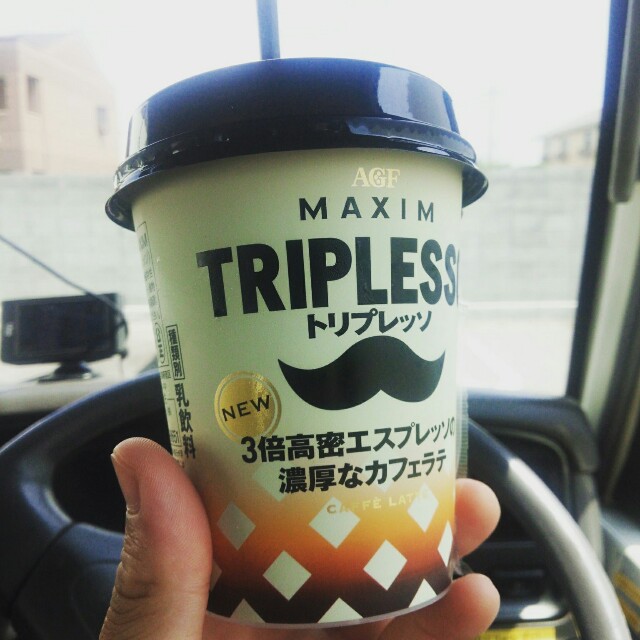 AGF
MAXIM
TRIPLESS
トリプレッソ
NEW
3倍高密エスプレッソの
濃厚なカフェラテ
CAFFÈ LATTE
種類別
乳飲料